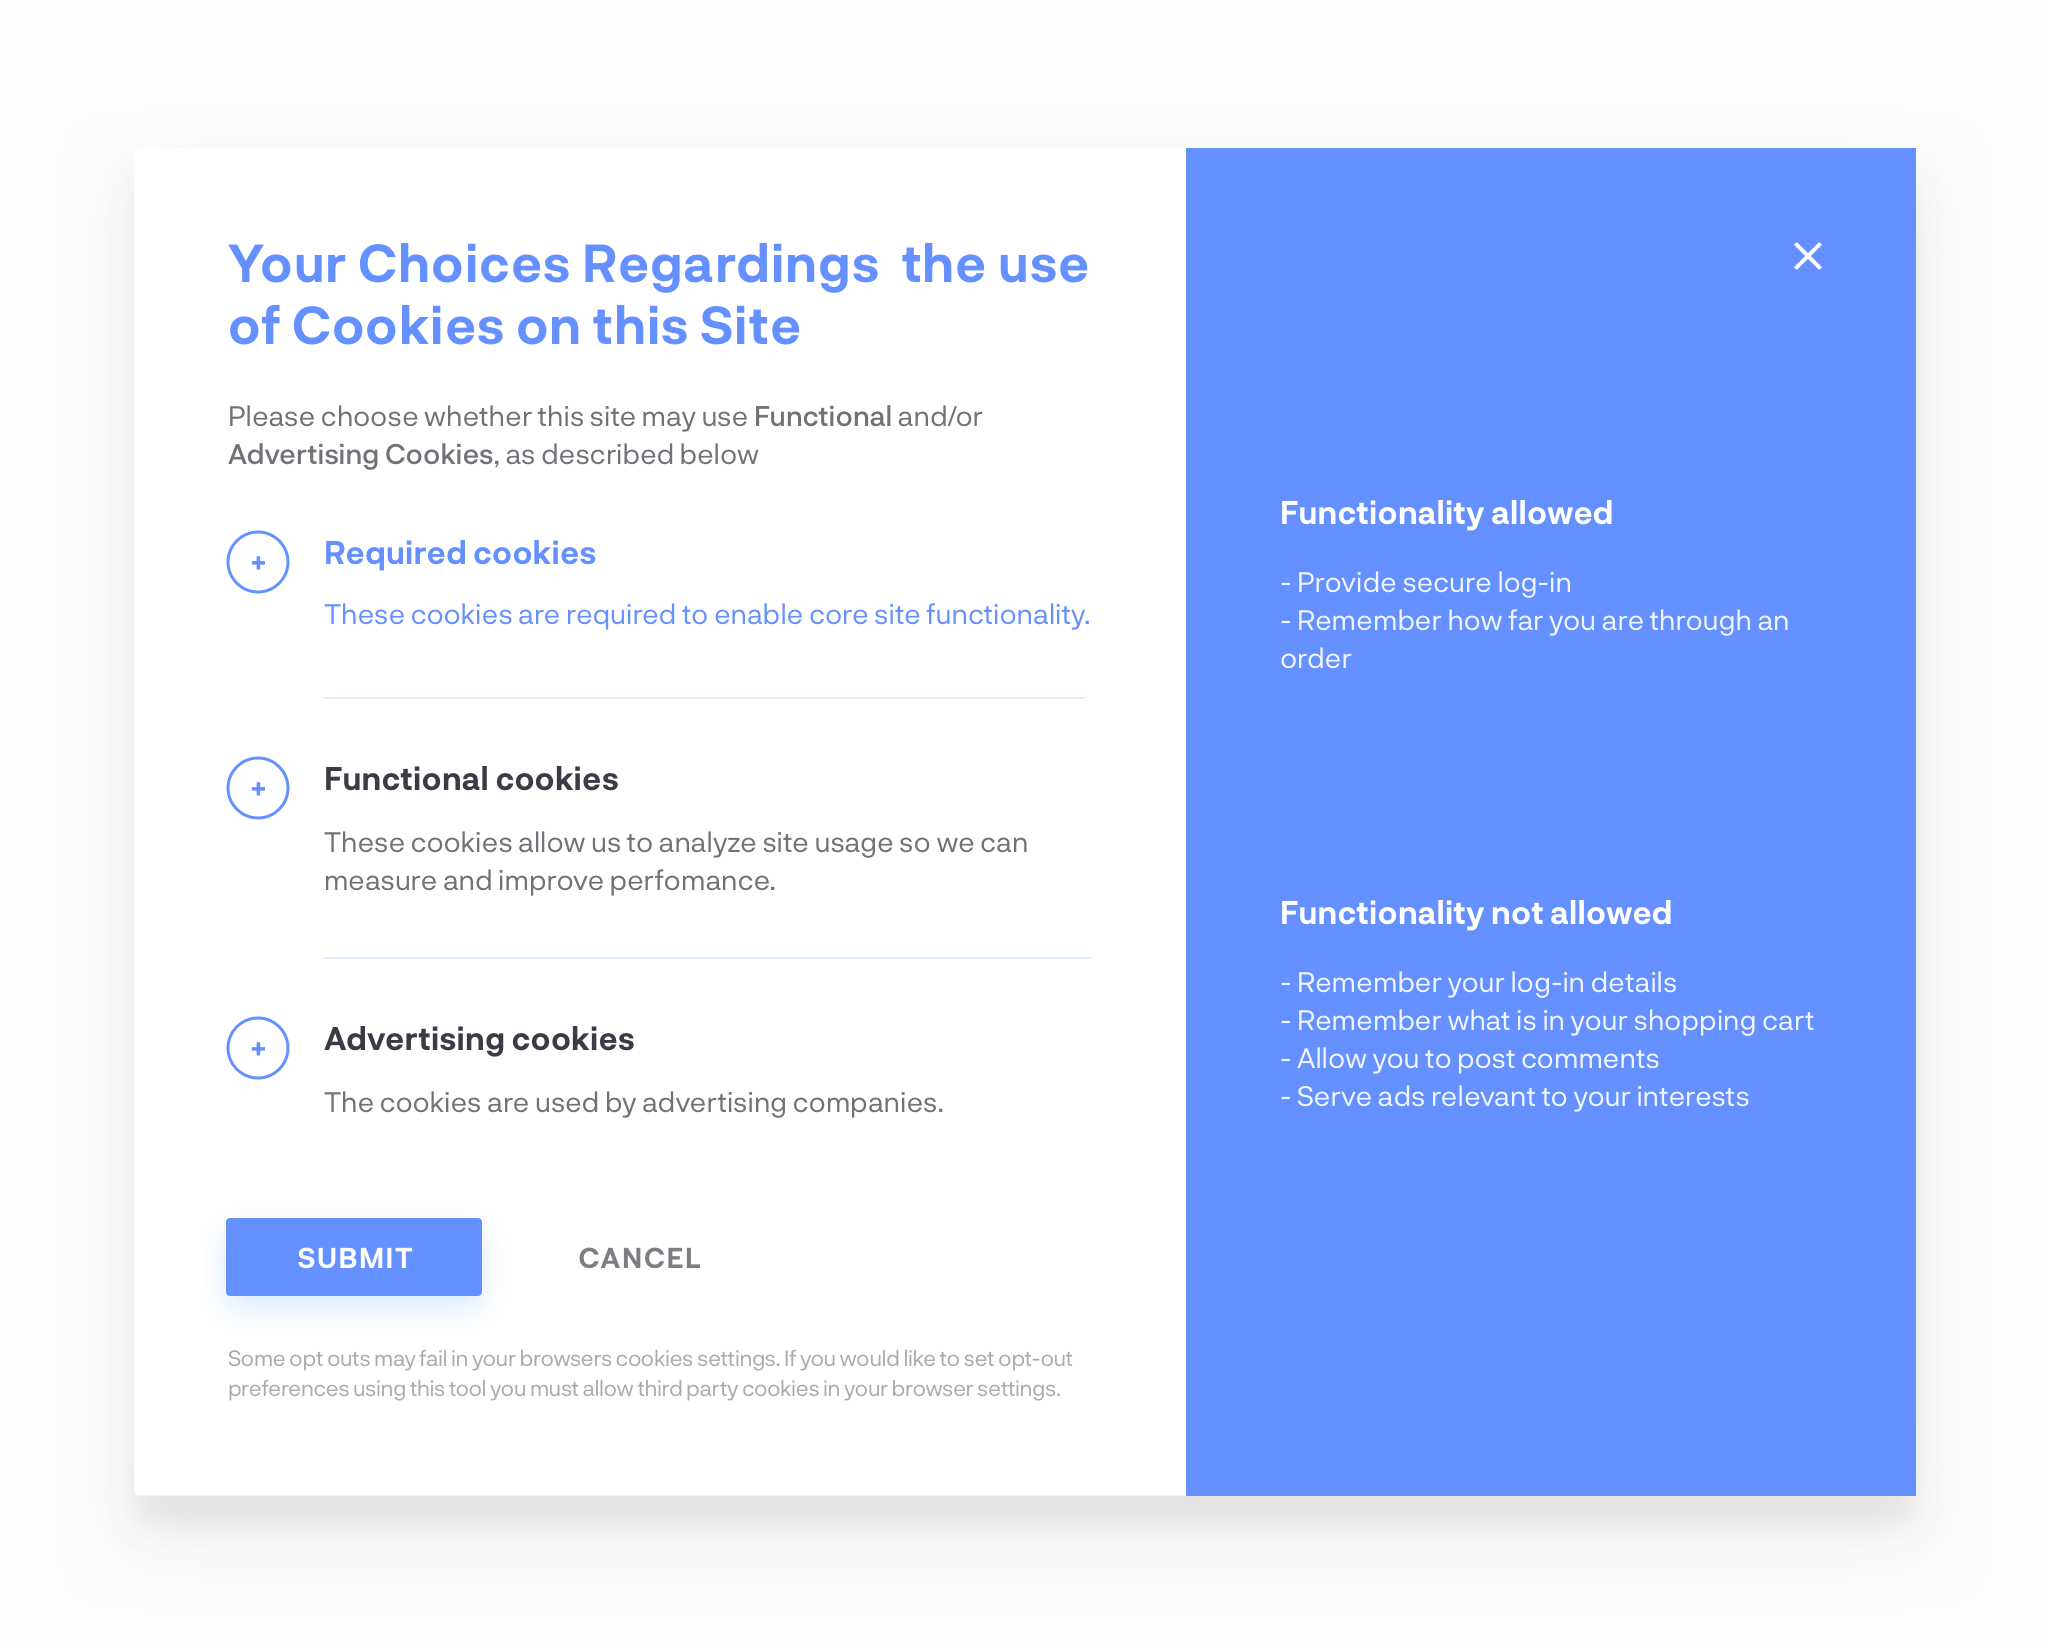 Your Choices Regardings  the use
of Cookies on this Site
Please choose whether this site may use Functional and/or
Advertising Cookies, as described below
+ Required cookies
These cookies are required to enable core site functionality.
+ Functional cookies
These cookies allow us to analyze site usage so we can
measure and improve perfomance.
+ Advertising cookies
The cookies are used by advertising companies.
SUBMIT CANCEL
Some opt outs may fail in your browsers cookies settings. If you would like to set opt-out
preferences using this tool you must allow third party cookies in your browser settings.
Functionality allowed
- Provide secure log-in
- Remember how far you are through an
order
Functionality not allowed
- Remember your log-in details
- Remember what is in your shopping cart
- Allow you to post comments
- Serve ads relevant to your interests